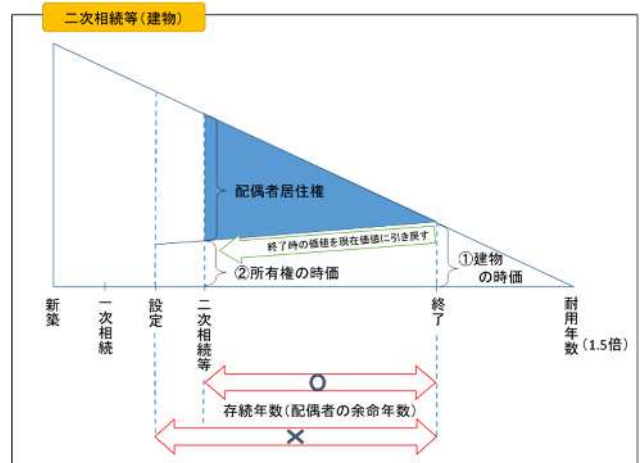 二次相続等(建物)
配偶者居住権
終了時の価値を現在価値に引き戻す
②所有権の時価
①建物
の時価
新築
一次相続
設定
二次相続等
終了
耐用年数
(1.5倍)
○
存続年数(配偶者の余命年数)
×